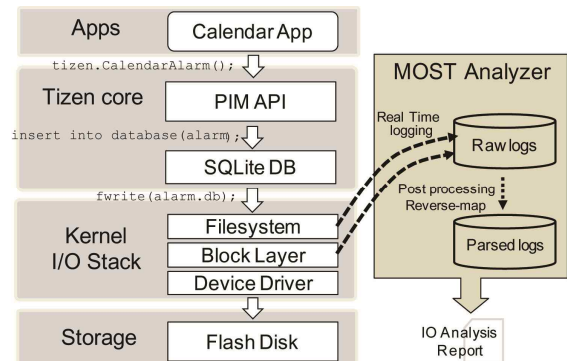 Apps
Calendar App
tizen.CalendarAlarm();
Tizen core
PIM API
insert into database(alarm;
SQLite DB
fwrite(alarm.db);
Kernel
I/O Stack
Filesystem
Block Layer
Device Driver
Storage
Flash Disk
MOST Analyzer
Real Time
logging
Raw logs
Post processing
Reverse-map
Parsed logs
IO Analysis
Report